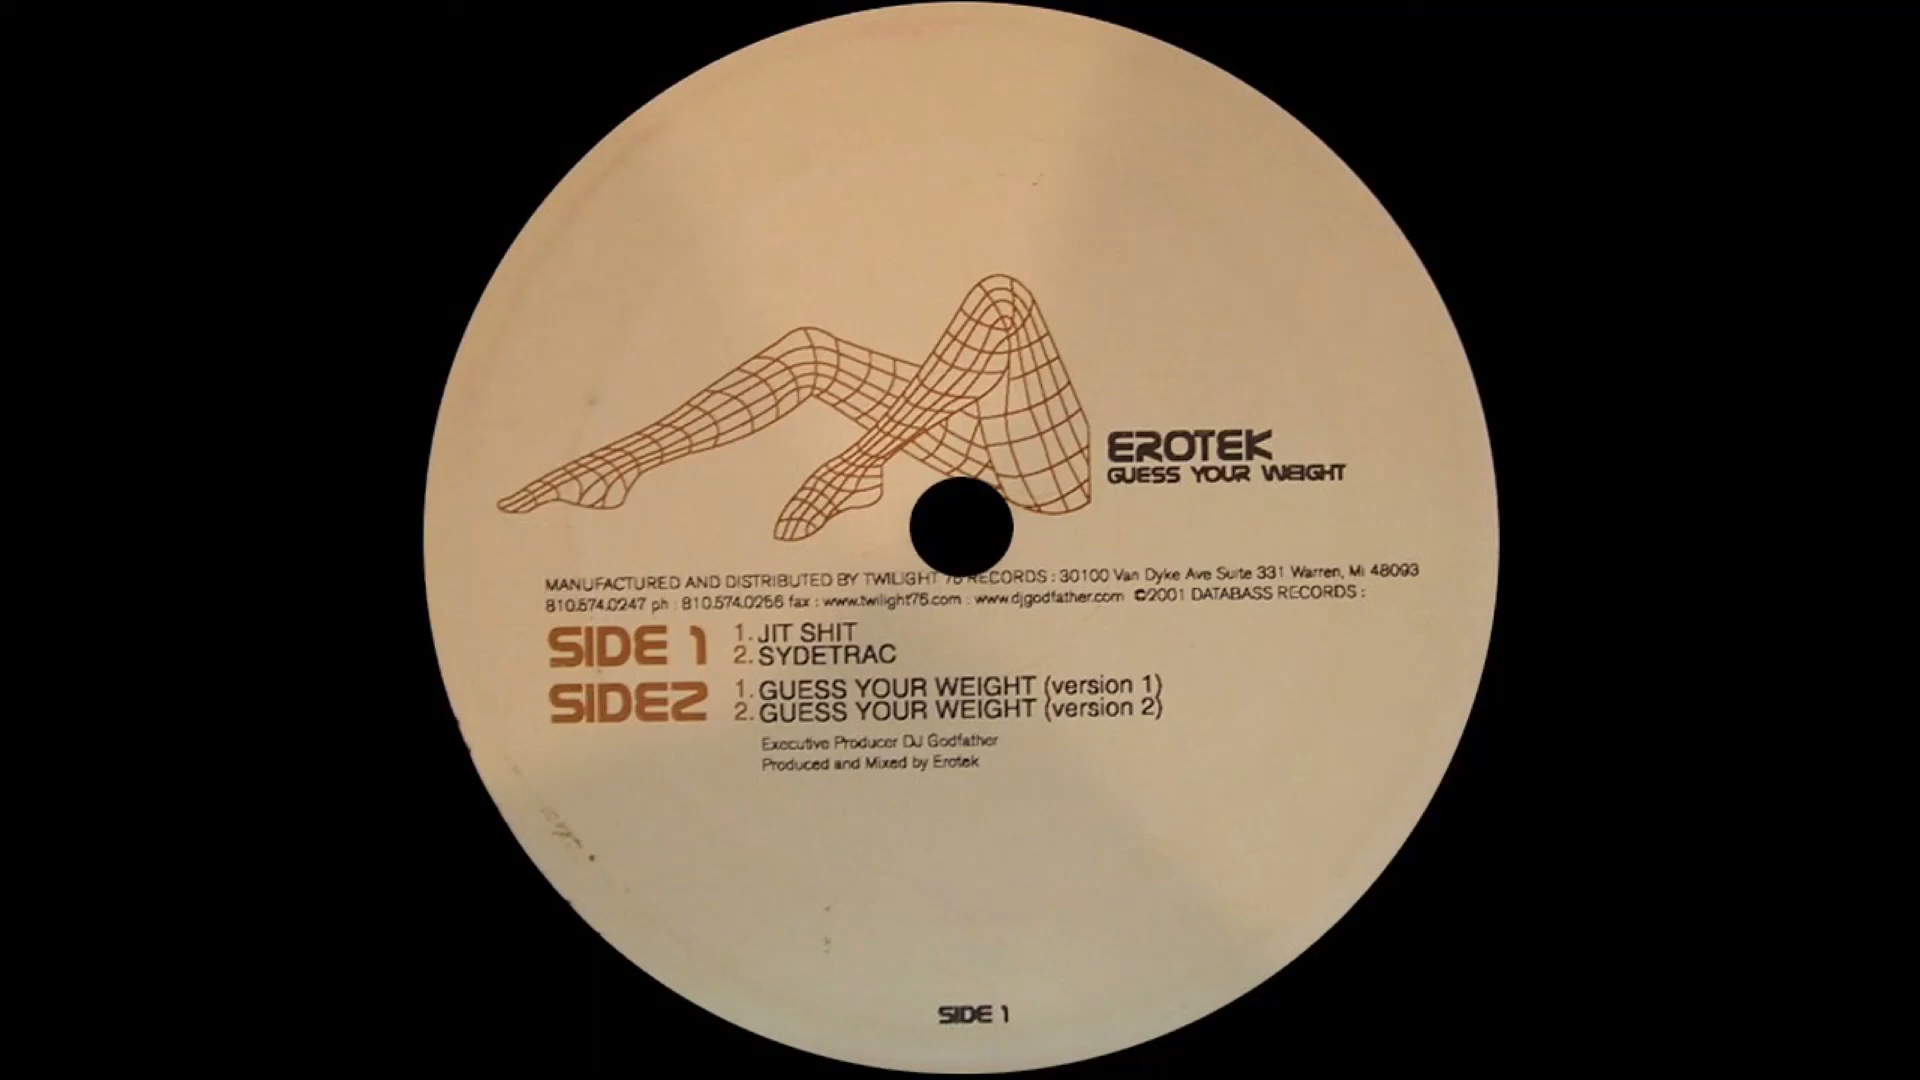 EROTEK
GUESS YOUR WEIGHT
MANUFACTURED AND DISTRIBUTED BY TWILIGHT 76 RECORDS : 30100 Van Dyke Ave Suite 331 Warren, Mi 48093
810.574.0247 ph : 810.574.0256 fax : www.twilight76.com : www.djgodfather.com ©2001 DATABASS RECORDS :
SIDE 1 1. JIT SHIT
2. SYDETRAC
SIDE2 1. GUESS YOUR WEIGHT (version 1)
2. GUESS YOUR WEIGHT (version 2)
Executive Producer DJ Godfather
Produced and Mixed by Erotek
SIDE 1